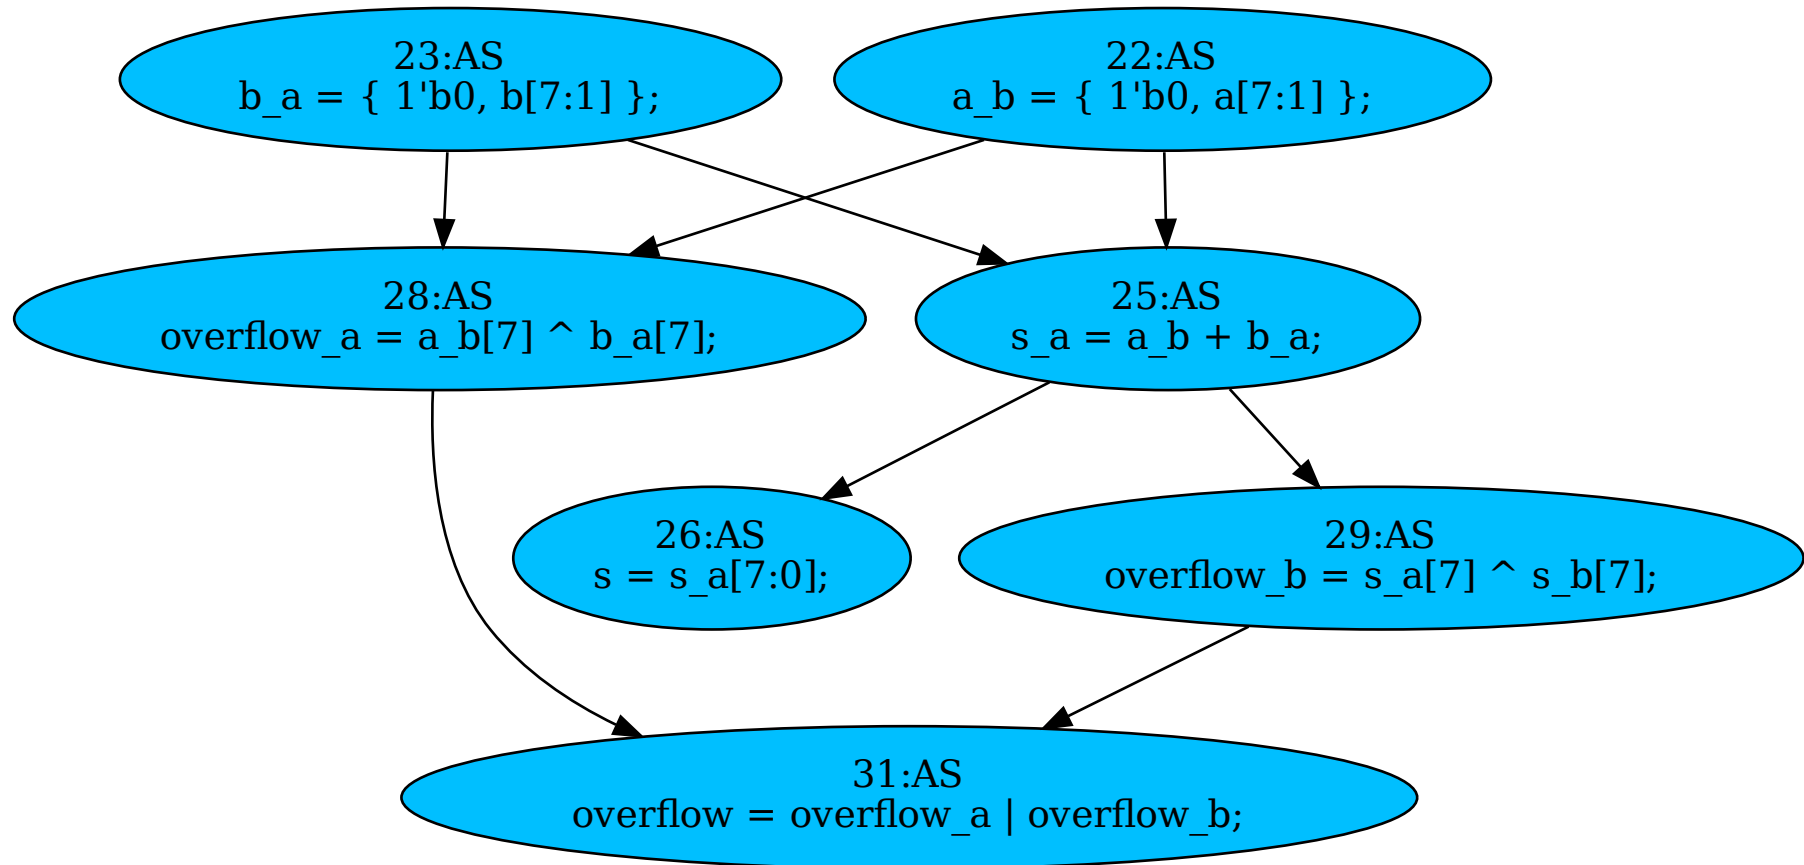 23:AS
b_a = { 1'b0, b[7:1] };
22:AS
a_b = { 1'b0, a[7:1] };
28:AS
overflow_a = a_b[7] ^ b_a[7];
25:AS
s_a = a_b + b_a;
26:AS
s = s_a[7:0];
29:AS
overflow_b = s_a[7] ^ s_b[7];
31:AS
overflow = overflow_a | overflow_b;